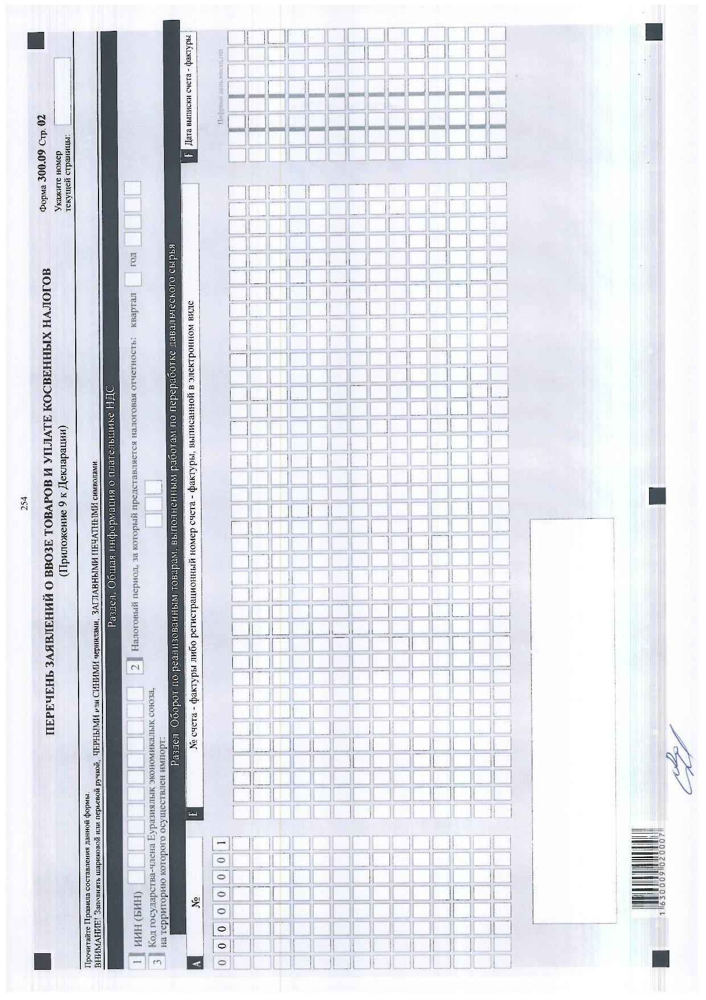 254
ПЕРЕЧЕНЬ ЗАЯВЛЕНИЙ О ВВОЗЕ ТОВАРОВ И УПЛАТЕ КОСВЕННЫХ НАЛОГОВ
(Приложение 9 к Декларации)
Форма 300.09 Стр. 02
Укажите номер
текущей страницы:
Прочитайте Правила составления данной формы.
ВНИМАНИЕ! Заполнять шариковой или перьевой ручкой, ЧЕРНЫМИ или СИНИМИ чернилами, ЗАГЛАВНЫМИ ПЕЧАТНЫМИ символами.
Раздел. Общая информация о плательщике НДС
1 ИИН (БИН) 2 Налоговый период, за который представляется налоговая отчетность: квартал год
3 Код государства-члена Еуразиялык экономикалык союза,
на территорию которого осуществлен импорт:
Раздел. Оборот по реализованным товарам, выполненным работам по переработке давальческого сырья
A № E № счета - фактуры либо регистрационный номер счета - фактуры, выписанной в электронном виде F Дата выписки счета - фактуры
Цифрами день, месяц, год
0 0 0 0 0 0 0 1
1 630009 020007